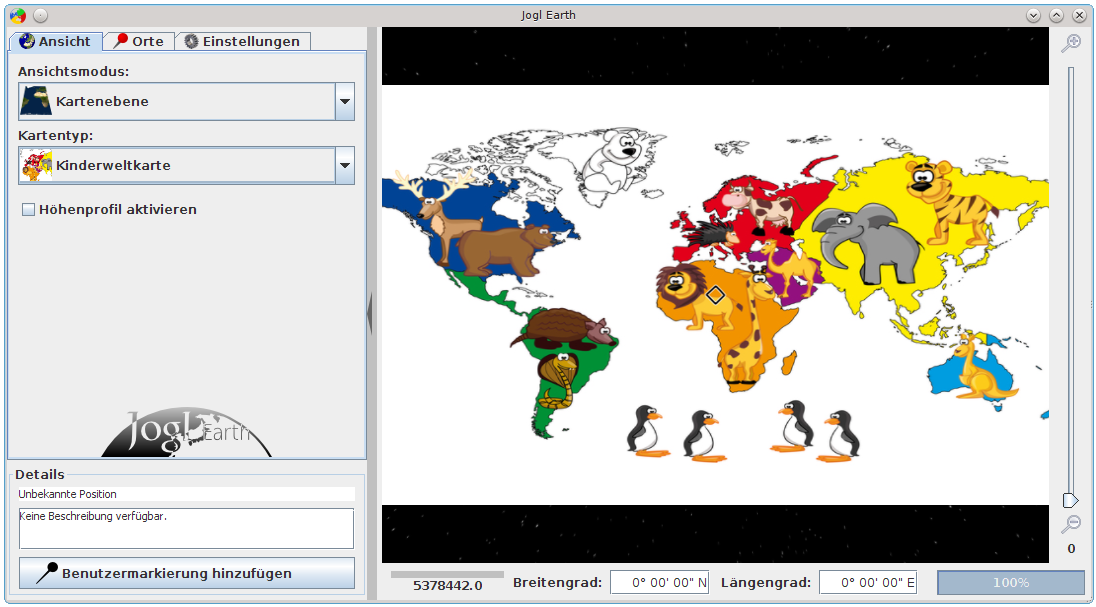 Jogl Earth
Ansicht
Orte
Einstellungen
Ansichtsmodus:
Kartenebene
Kartentyp:
Kinderweltkarte
Höhenprofil aktivieren
Jogl Earth
Details
Unbekannte Position
Keine Beschreibung verfügbar.
Benutzermarkierung hinzufügen
0
5378442.0
Breitengrad:
0° 00' 00" N
Längengrad:
0° 00' 00" E
100%